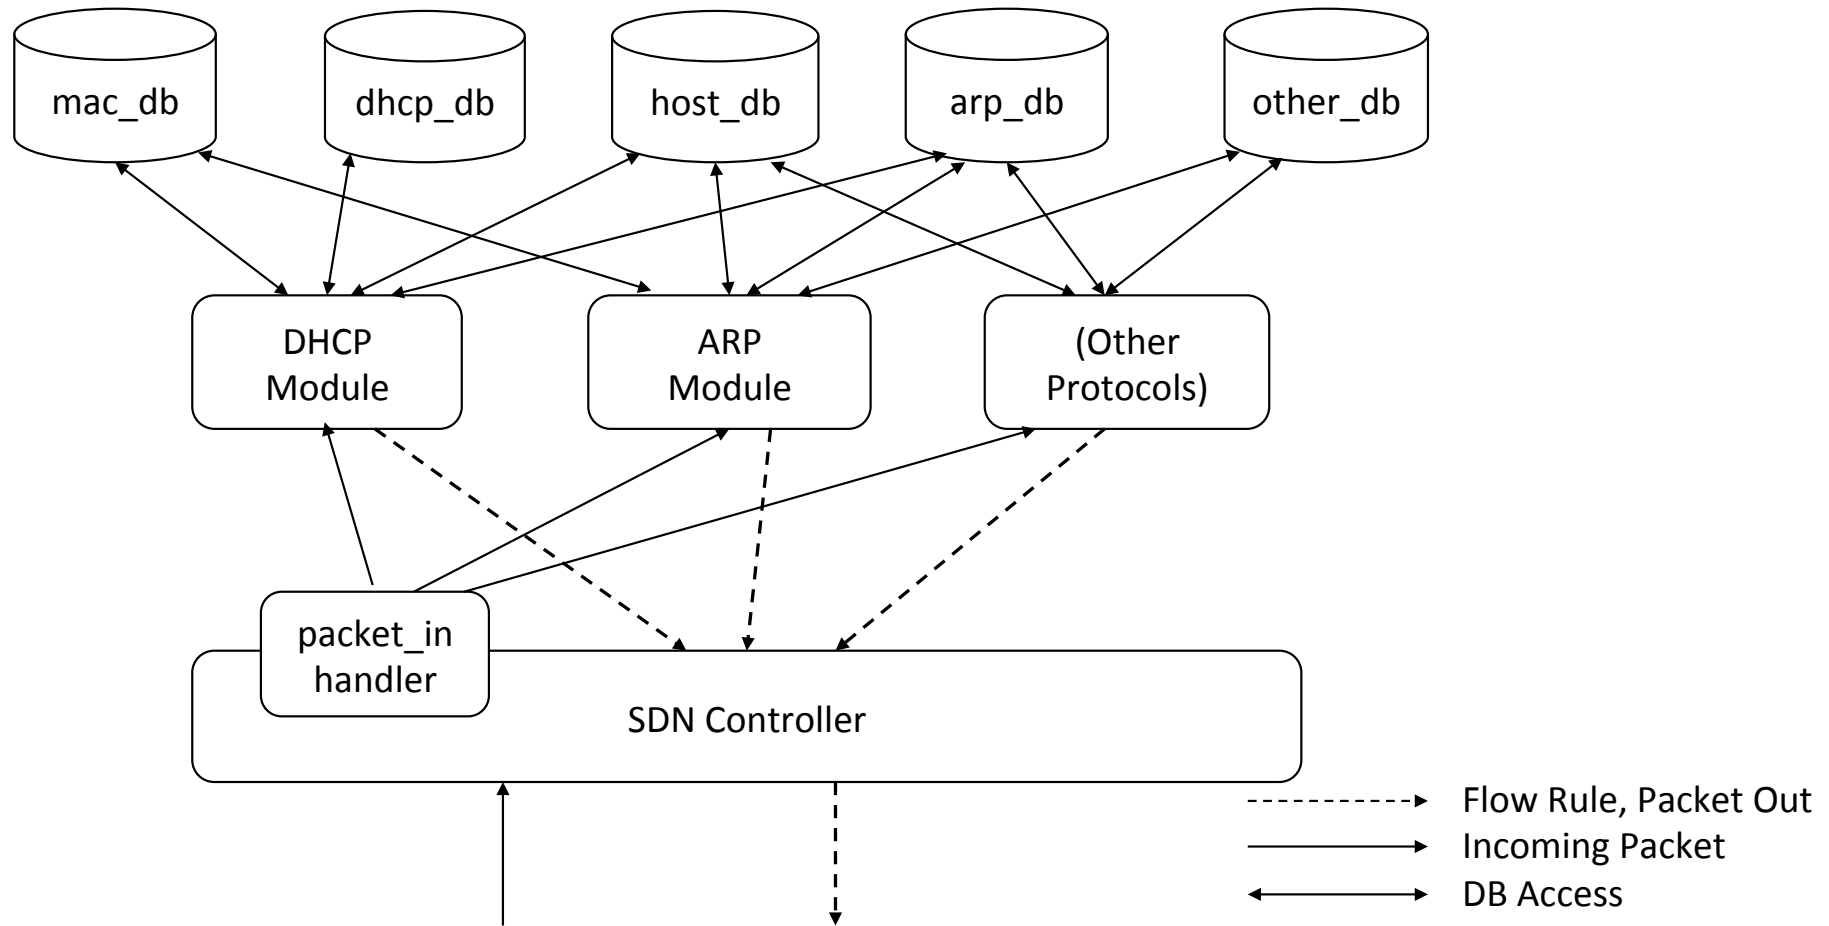 mac_db
dhcp_db
host_db
arp_db
other_db
DHCP
Module
ARP
Module
(Other
Protocols)
packet_in
handler
SDN Controller
Flow Rule, Packet Out
Incoming Packet
DB Access